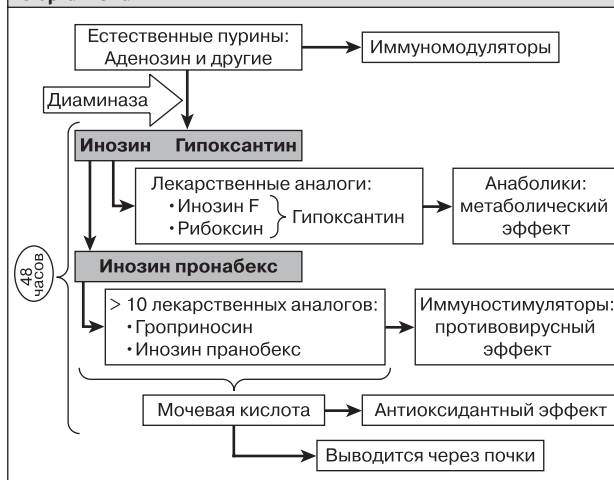 Естественные пурины:
Аденозин и другие
Иммуномодуляторы
Диаминаза
Инозин Гипоксантин
Лекарственные аналоги:
• Инозин F
• Рибоксин
Гипоксантин
Анаболики:
метаболический
эффект
48
часов
Инозин пронабекс
> 10 лекарственных аналогов:
• Гроприносин
• Инозин пранобекс
Иммуностимуляторы:
противовирусный
эффект
Мочевая кислота
Антиоксидантный эффект
Выводится через почки